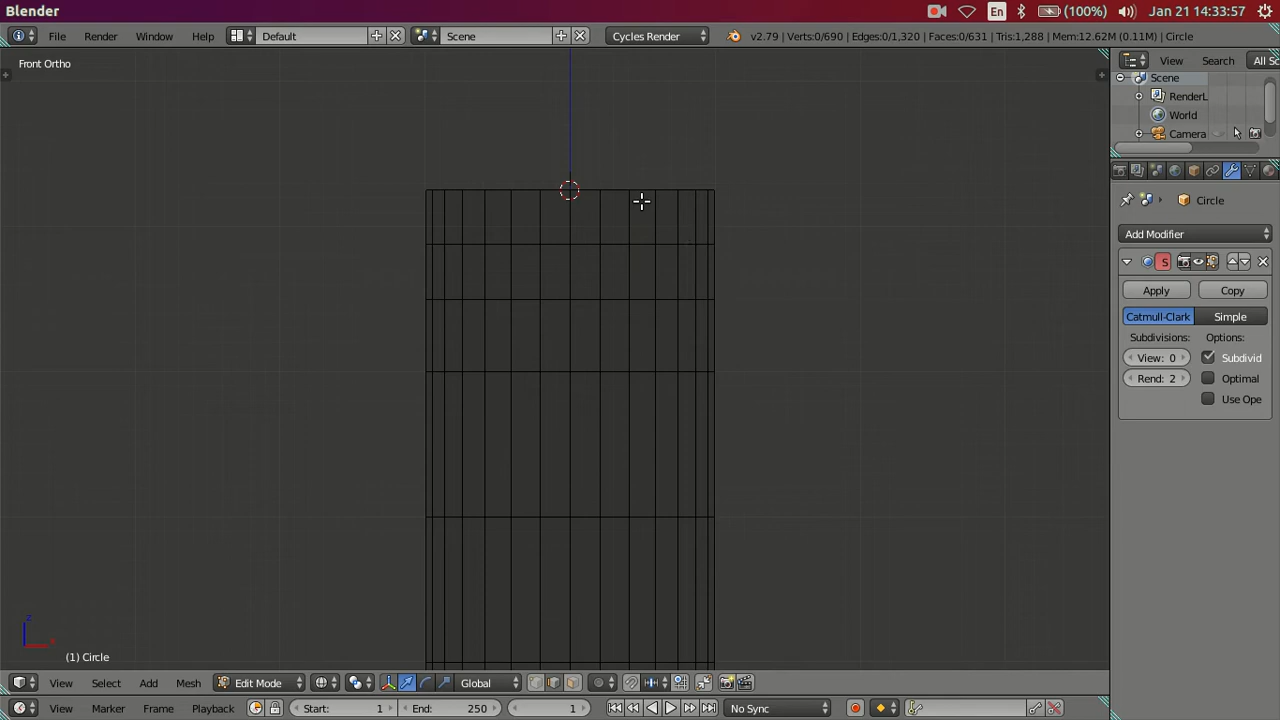 Blender
En
(100%)
Jan 21 14:33:57
File
Render
Window
Help
Default
Scene
Cycles Render
v2.79 | Verts:0/690 | Edges:0/1,320 | Faces:0/631 | Tris:1,288 | Mem:12.62M (0.11M) | Circle
Front Ortho
View
Search
All Sc
Scene
RenderL
World
Camera
Circle
Add Modifier
S
Apply
Copy
Catmull-Clark
Simple
Subdivisions:
Options:
View: 0
Subdivid
Rend: 2
Optimal
Use Ope
z
x
(1) Circle
View
Select
Add
Mesh
Edit Mode
Global
View
Marker
Frame
Playback
Start: 1
End: 250
1
No Sync